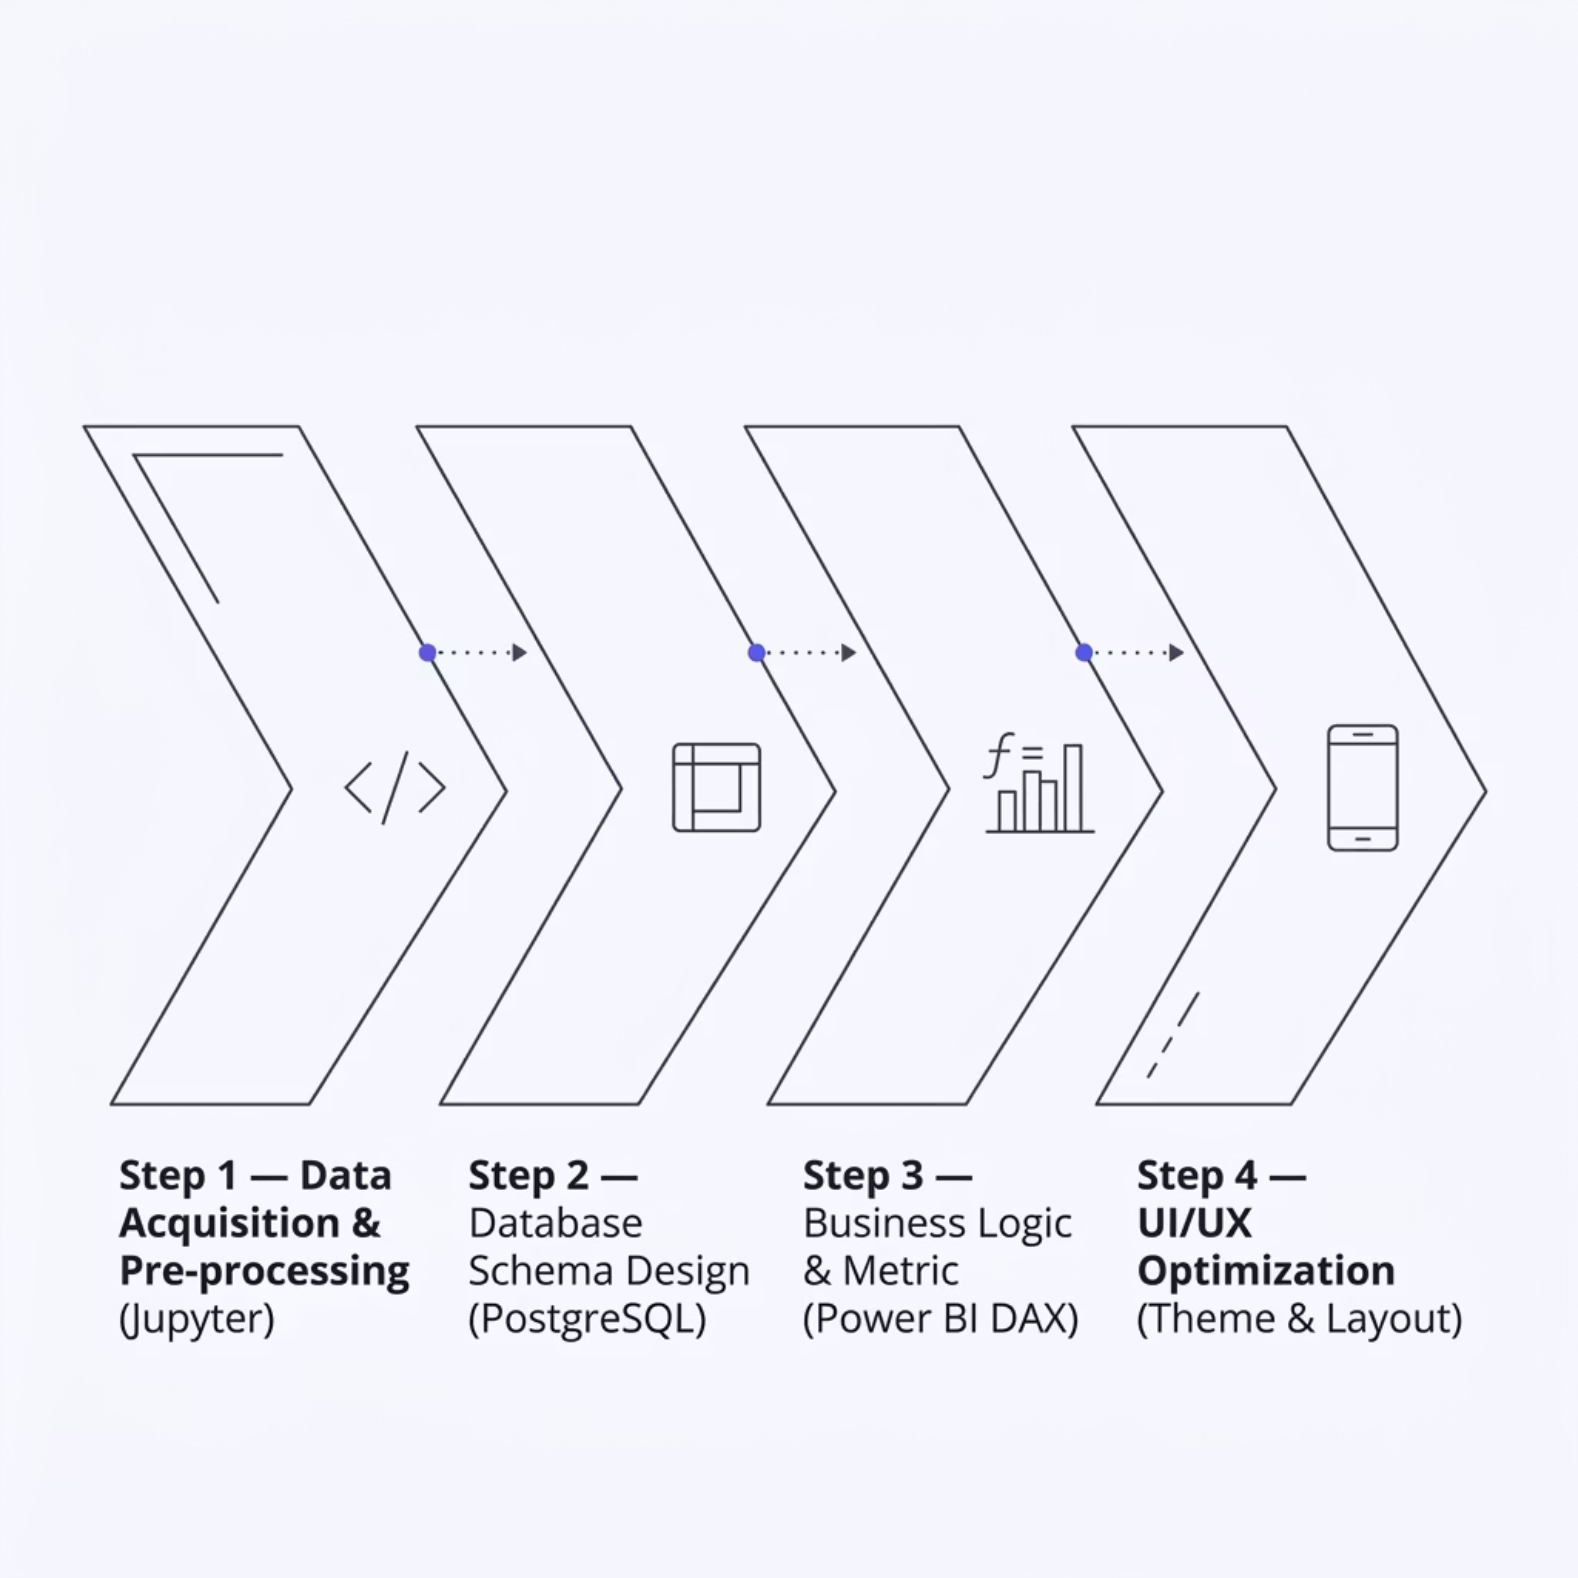 f =
Step 1 — Data
Acquisition &
Pre-processing
(Jupyter)
Step 2 —
Database
Schema Design
(PostgreSQL)
Step 3 —
Business Logic
& Metric
(Power BI DAX)
Step 4 —
UI/UX
Optimization
(Theme & Layout)